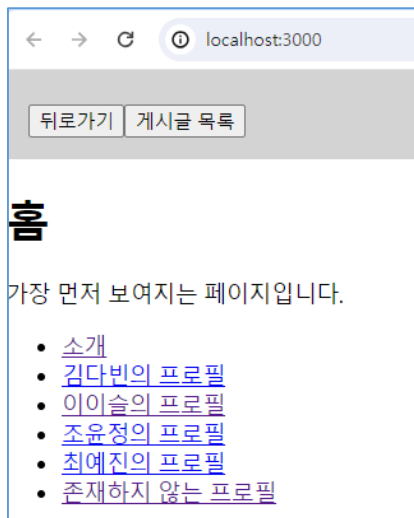 localhost:3000
뒤로가기 게시글 목록
홈
가장 먼저 보여지는 페이지입니다.
소개
김다빈의 프로필
이이슬의 프로필
조윤정의 프로필
최예진의 프로필
존재하지 않는 프로필